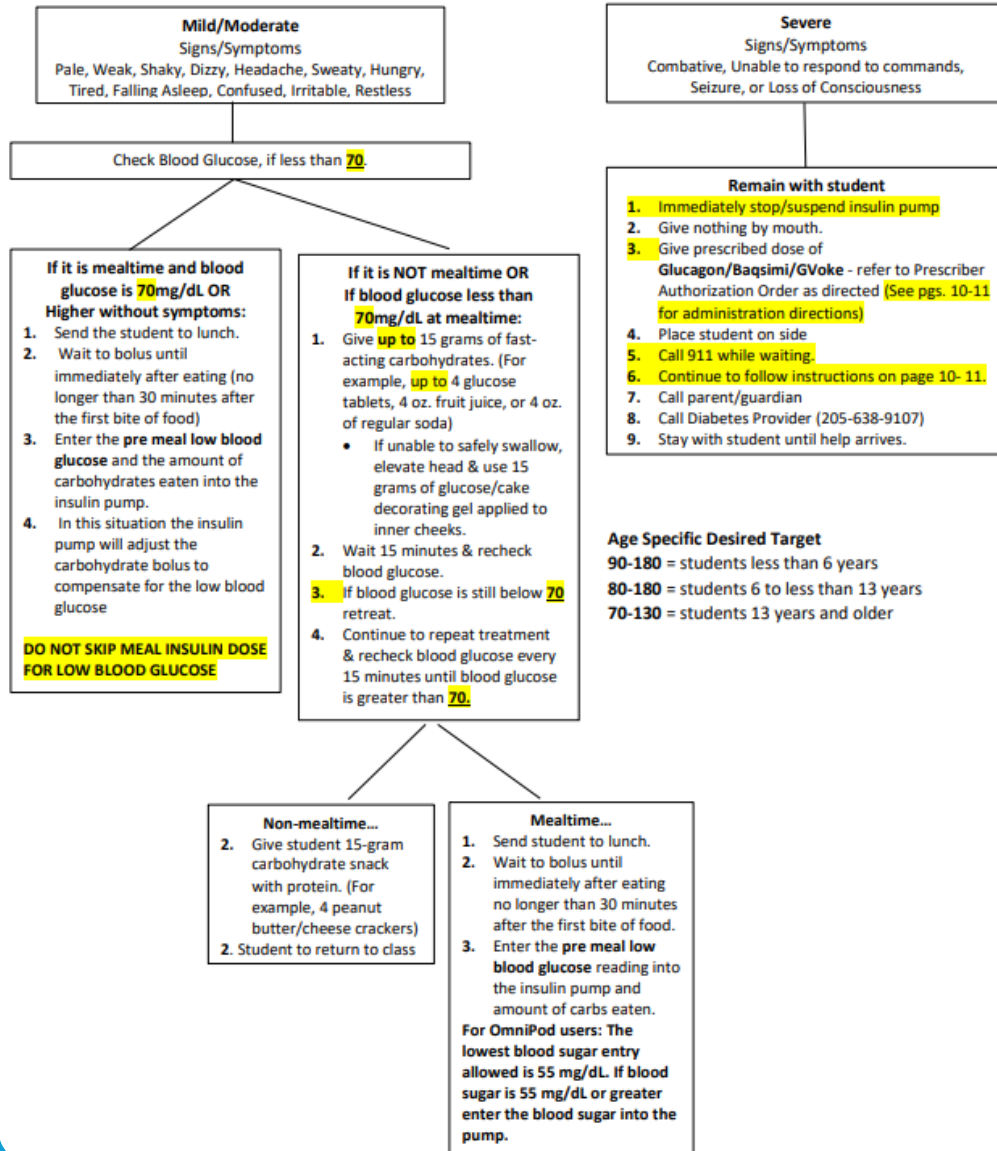 Mild/Moderate
Signs/Symptoms
Pale, Weak, Shaky, Dizzy, Headache, Sweaty, Hungry,
Tired, Falling Asleep, Confused, Irritable, Restless
Check Blood Glucose, if less than 70.
If it is mealtime and blood
glucose is 70mg/dL OR
Higher without symptoms:
1. Send the student to lunch.
2. Wait to bolus until
immediately after eating (no
longer than 30 minutes after
the first bite of food)
3. Enter the pre meal low blood
glucose and the amount of
carbohydrates eaten into the
insulin pump.
4. In this situation the insulin
pump will adjust the
carbohydrate bolus to
compensate for the low blood
glucose
DO NOT SKIP MEAL INSULIN DOSE
FOR LOW BLOOD GLUCOSE
If it is NOT mealtime OR
If blood glucose less than
70mg/dL at mealtime:
1. Give up to 15 grams of fast-
acting carbohydrates. (For
example, up to 4 glucose
tablets, 4 oz. fruit juice, or 4 oz.
of regular soda)
• If unable to safely swallow,
elevate head & use 15
grams of glucose/cake
decorating gel applied to
inner cheeks.
2. Wait 15 minutes & recheck
blood glucose.
3. If blood glucose is still below 70
retreat.
4. Continue to repeat treatment
& recheck blood glucose every
15 minutes until blood glucose
is greater than 70.
Non-mealtime...
2. Give student 15-gram
carbohydrate snack
with protein. (For
example, 4 peanut
butter/cheese crackers)
2. Student to return to class
Mealtime...
1. Send student to lunch.
2. Wait to bolus until
immediately after eating
no longer than 30 minutes
after the first bite of food.
3. Enter the pre meal low
blood glucose reading into
the insulin pump and
amount of carbs eaten.
For OmniPod users: The
lowest blood sugar entry
allowed is 55 mg/dL. If blood
sugar is 55 mg/dL or greater
enter the blood sugar into the
pump.
Severe
Signs/Symptoms
Combative, Unable to respond to commands,
Seizure, or Loss of Consciousness
Remain with student
1. Immediately stop/suspend insulin pump
2. Give nothing by mouth.
3. Give prescribed dose of
Glucagon/Baqsimi/GVoke - refer to Prescriber
Authorization Order as directed (See pgs. 10-11
for administration directions)
4. Place student on side
5. Call 911 while waiting.
6. Continue to follow instructions on page 10- 11.
7. Call parent/guardian
8. Call Diabetes Provider (205-638-9107)
9. Stay with student until help arrives.
Age Specific Desired Target
90-180 = students less than 6 years
80-180 = students 6 to less than 13 years
70-130 = students 13 years and older